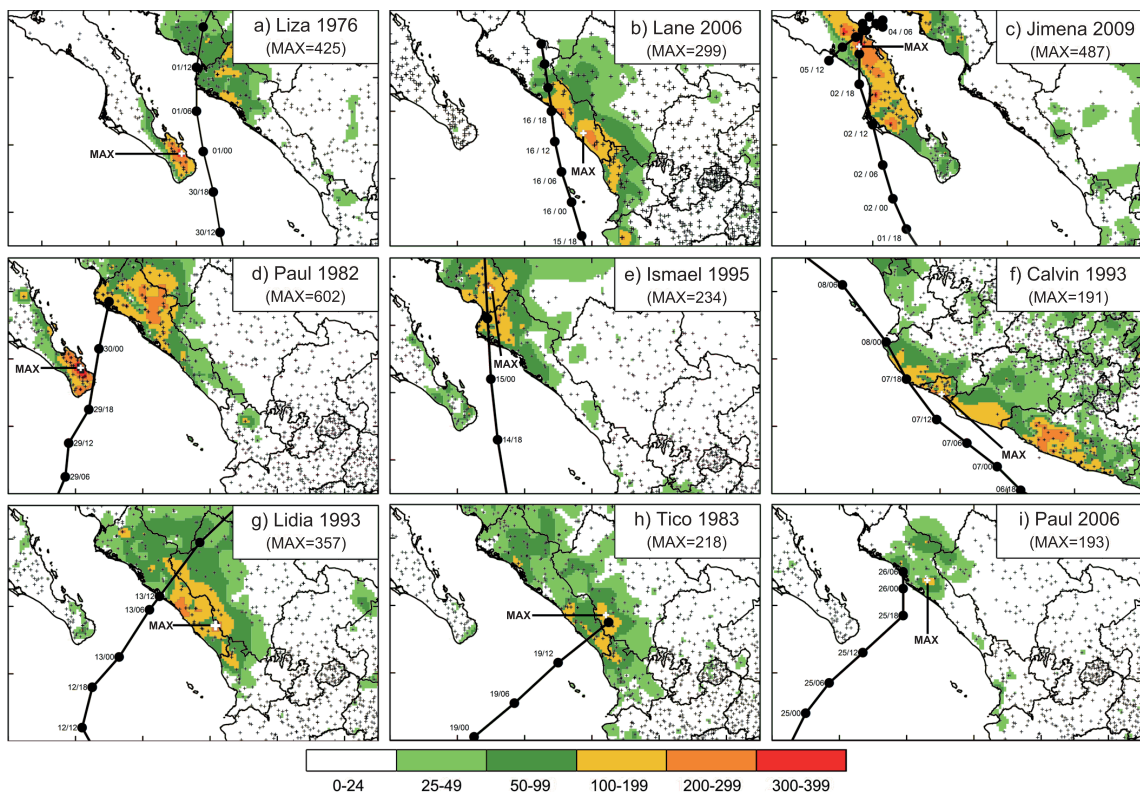 a) Liza 1976
(MAX=425)
01/12
01/06
01/00
30/18
30/12
MAX
b) Lane 2006
(MAX=299)
16 / 18
16 / 12
16 / 06
16 / 00
15 / 18
MAX
c) Jimena 2009
(MAX=487)
04 / 06
MAX
05 / 12
02 / 18
02 / 12
02 / 06
02 / 00
01 / 18
d) Paul 1982
(MAX=602)
30/00
MAX
29/18
29/12
29/06
e) Ismael 1995
(MAX=234)
MAX
15/00
14/18
f) Calvin 1993
(MAX=191)
08/06
08/00
07/18
07/12
07/06
MAX
07/00
06/18
g) Lidia 1993
(MAX=357)
13/12
13/06
MAX
13/00
12/18
12/12
h) Tico 1983
(MAX=218)
MAX
19/12
19/06
19/00
i) Paul 2006
(MAX=193)
26/06
26/00
25/18
MAX
25/12
25/06
25/00
0-24 25-49 50-99 100-199 200-299 300-399